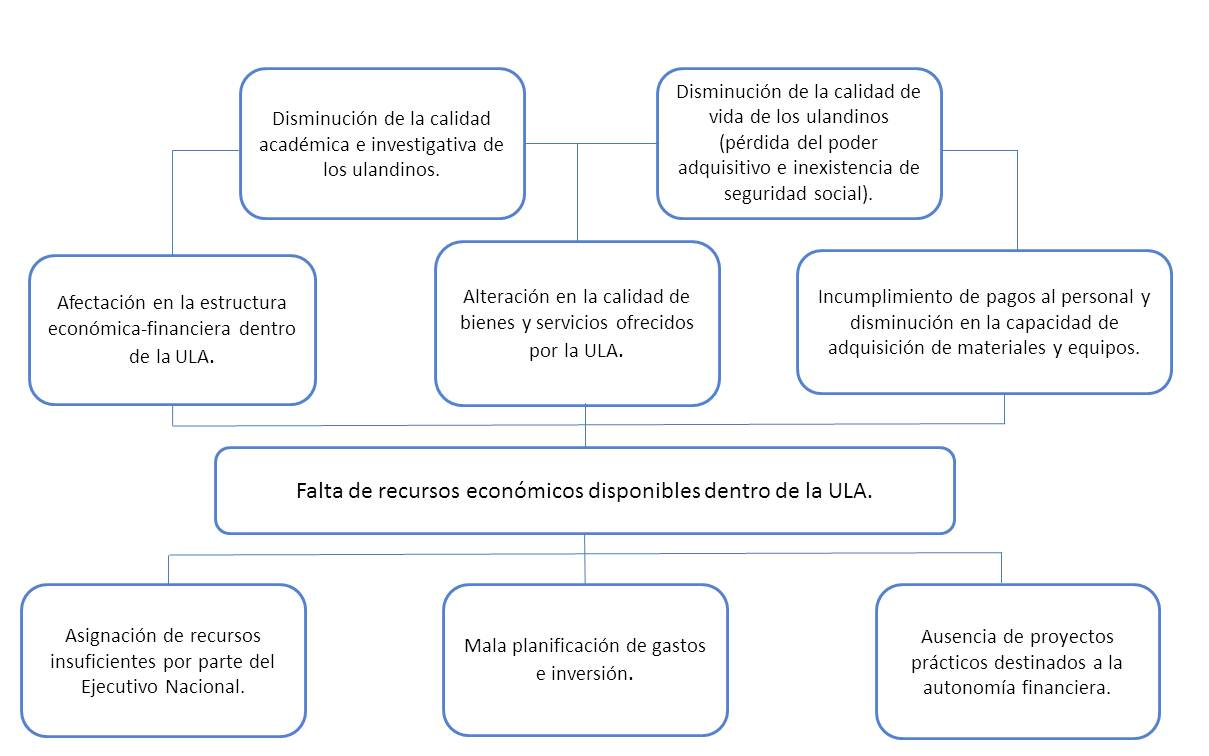 Disminución de la calidad
académica e investigativa de
los ulandinos.
Disminución de la calidad de
vida de los ulandinos
(pérdida del poder
adquisitivo e inexistencia de
seguridad social).
Afectación en la estructura
económica-financiera dentro
de la ULA.
Alteración en la calidad de
bienes y servicios ofrecidos
por la ULA.
Incumplimiento de pagos al personal y
disminución en la capacidad de
adquisición de materiales y equipos.
Falta de recursos económicos disponibles dentro de la ULA.
Asignación de recursos
insuficientes por parte del
Ejecutivo Nacional.
Mala planificación de gastos
e inversión.
Ausencia de proyectos
prácticos destinados a la
autonomía financiera.